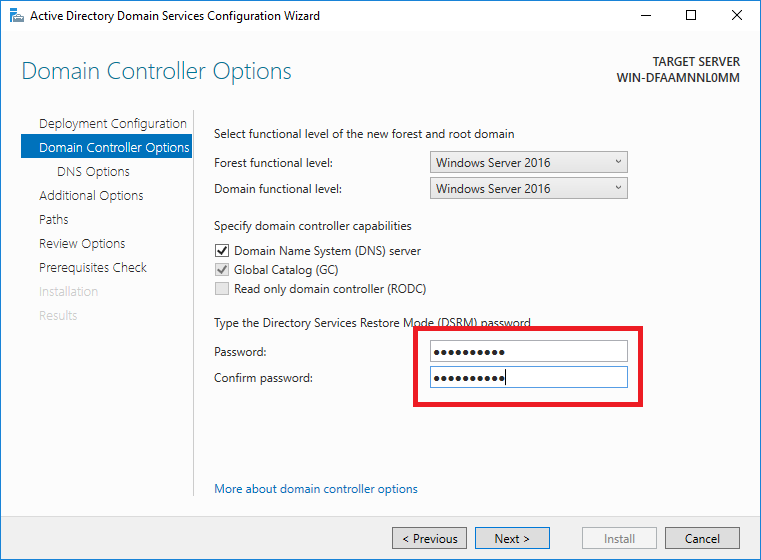 Active Directory Domain Services Configuration Wizard
Domain Controller Options
TARGET SERVER
WIN-DFAAMNNL0MM
Deployment Configuration
Domain Controller Options
DNS Options
Additional Options
Paths
Review Options
Prerequisites Check
Installation
Results
Select functional level of the new forest and root domain
Forest functional level: Windows Server 2016
Domain functional level: Windows Server 2016
Specify domain controller capabilities
Domain Name System (DNS) server
Global Catalog (GC)
Read only domain controller (RODC)
Type the Directory Services Restore Mode (DSRM) password
Password: ●●●●●●●●●●
Confirm password: ●●●●●●●●●●
More about domain controller options
< Previous Next > Install Cancel